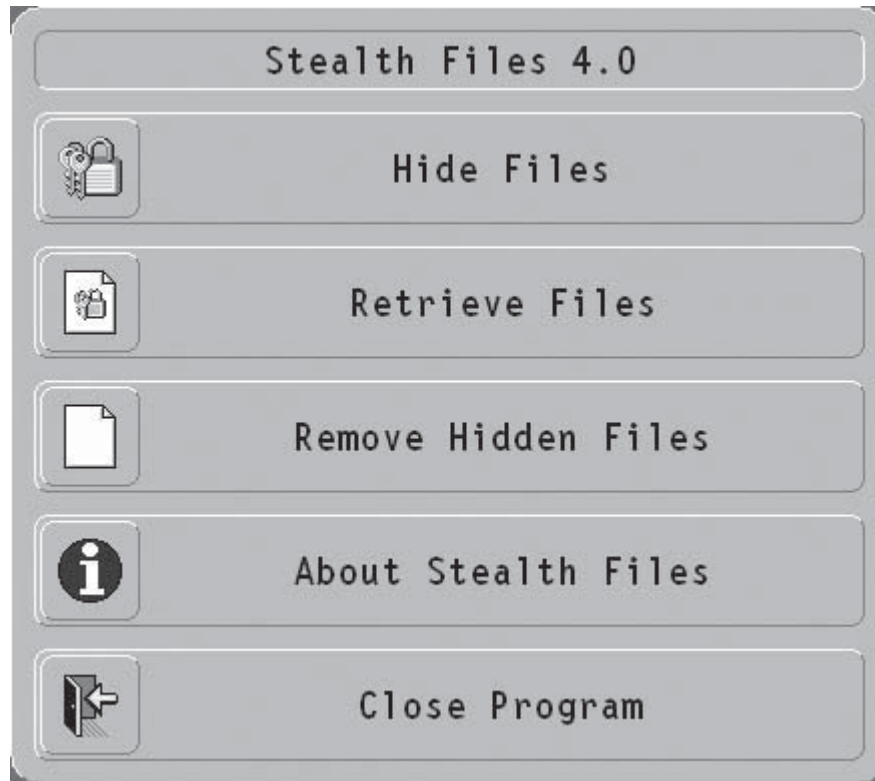 Stealth Files 4.0
Hide Files
Retrieve Files
Remove Hidden Files
About Stealth Files
Close Program